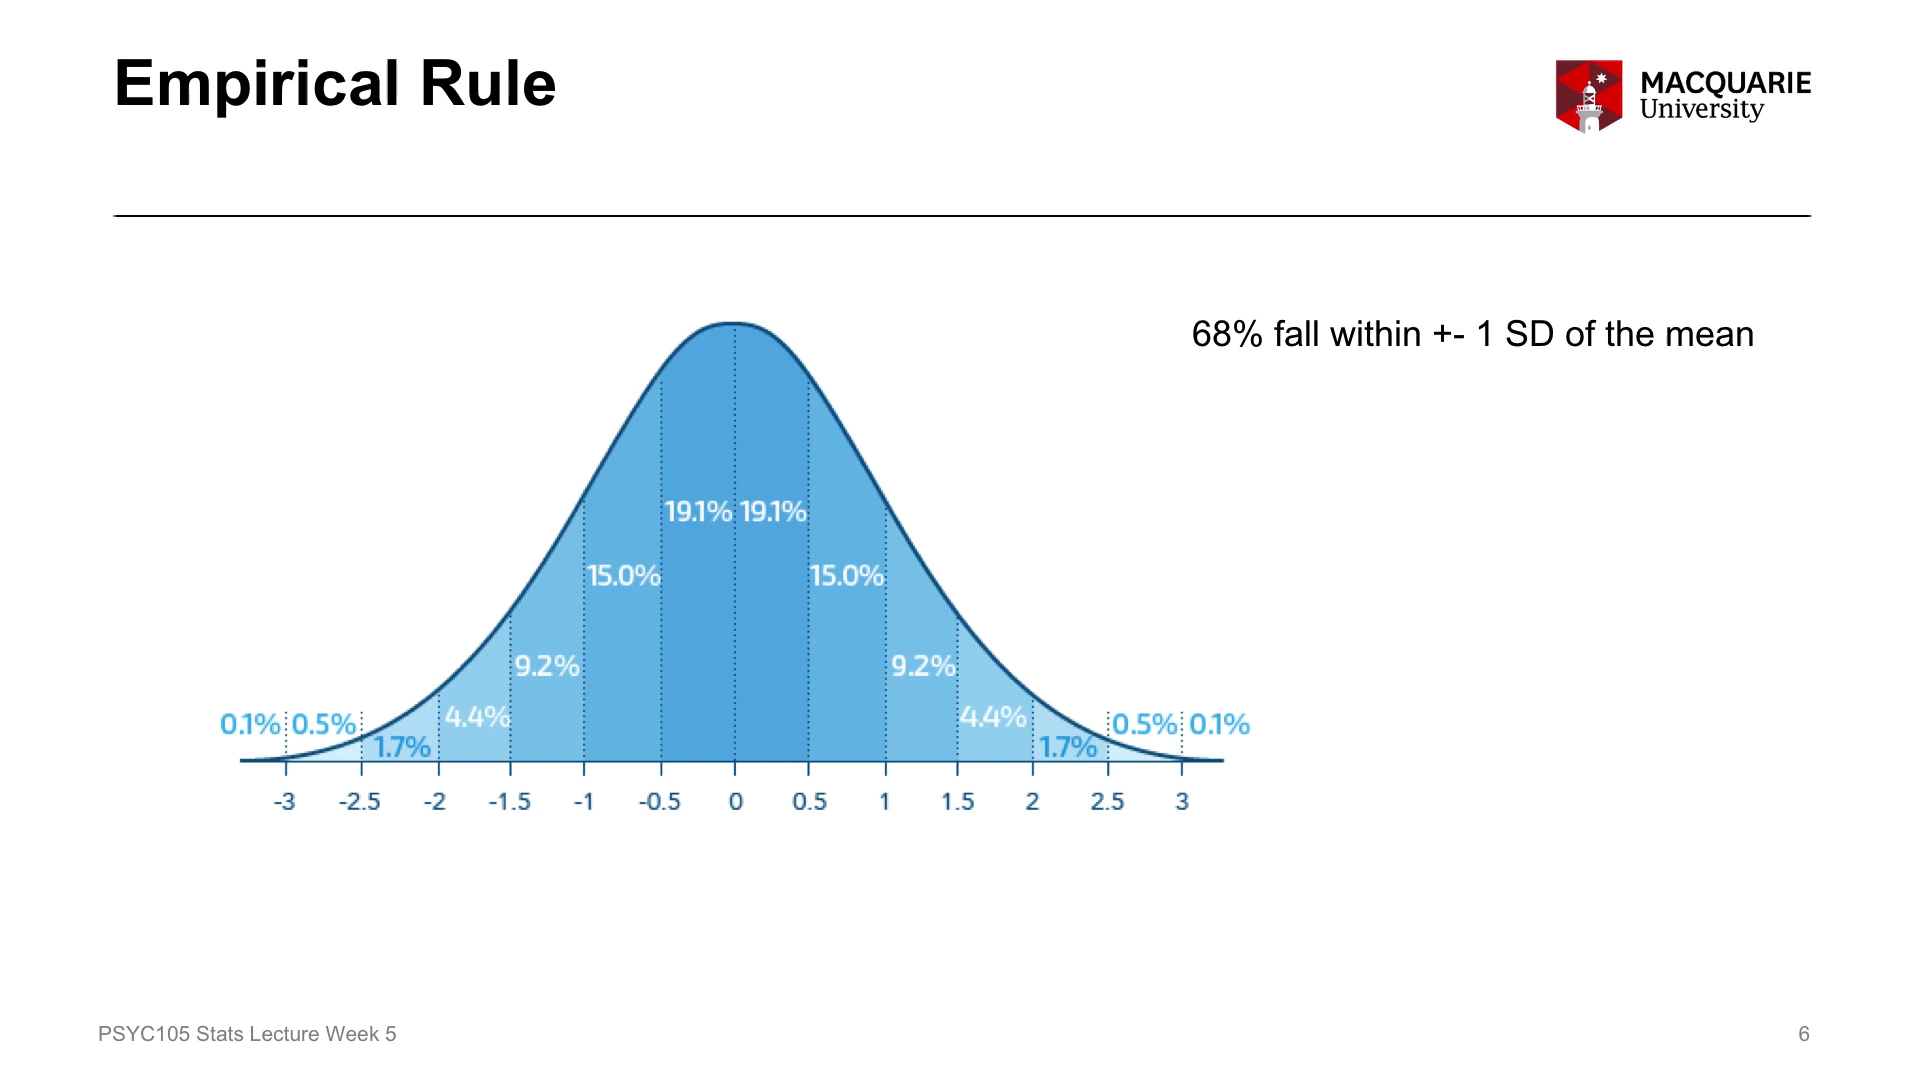 Empirical Rule
MACQUARIE
University
68% fall within +- 1 SD of the mean
19.1% 19.1%
15.0% 15.0%
9.2% 9.2%
4.4% 4.4%
0.1% 0.5% 0.5% 0.1%
1.7% 1.7%
-3 -2.5 -2 -1.5 -1 -0.5 0 0.5 1 1.5 2 2.5 3
PSYC105 Stats Lecture Week 5 6